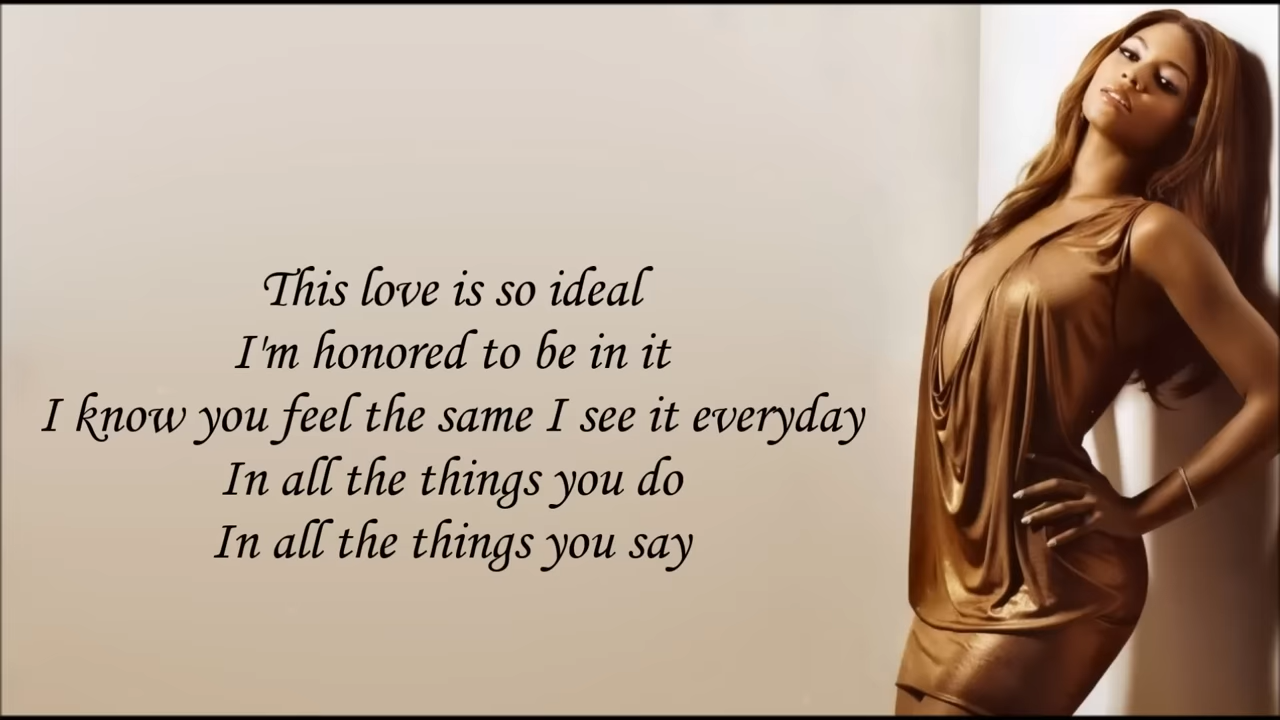 This love is so ideal
I'm honored to be in it
I know you feel the same I see it everyday
In all the things you do
In all the things you say